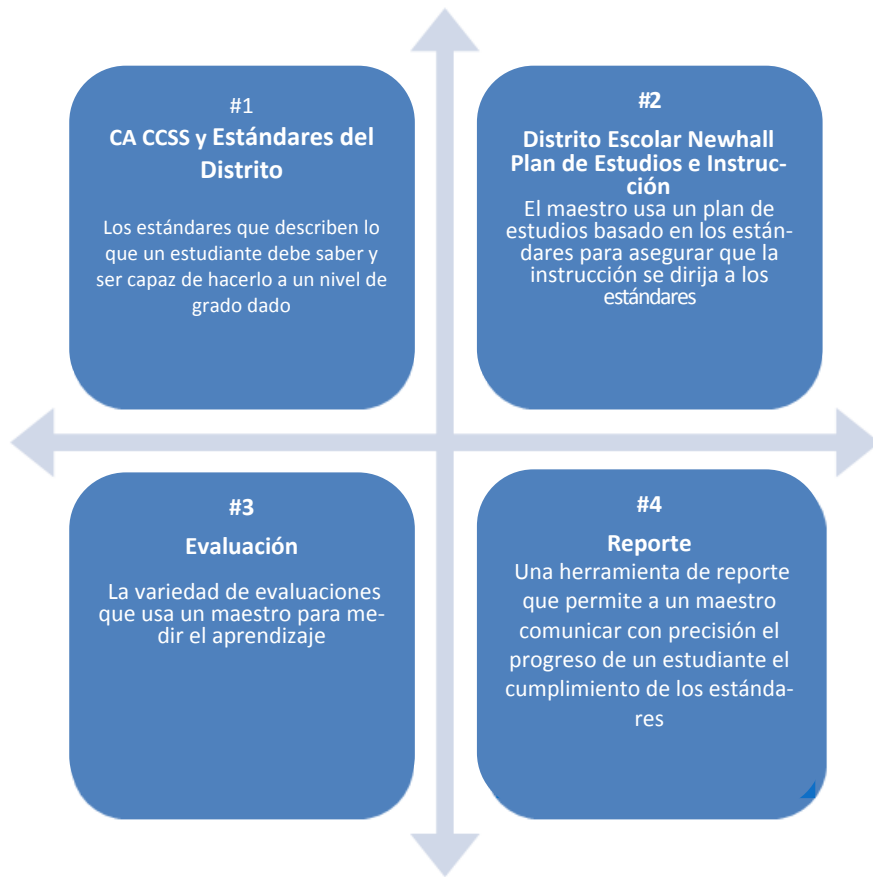 #1
CA CCSS y Estándares del
Distrito
Los estándares que describen lo
que un estudiante debe saber y
ser capaz de hacerlo a un nivel de
grado dado
#2
Distrito Escolar Newhall
Plan de Estudios e Instruc-
ción
El maestro usa un plan de
estudios basado en los están-
dares para asegurar que la
instrucción se dirija a los
estándares
#3
Evaluación
La variedad de evaluaciones
que usa un maestro para me-
dir el aprendizaje
#4
Reporte
Una herramienta de reporte
que permite a un maestro
comunicar con precisión el
progreso de un estudiante el
cumplimiento de los estánda-
res